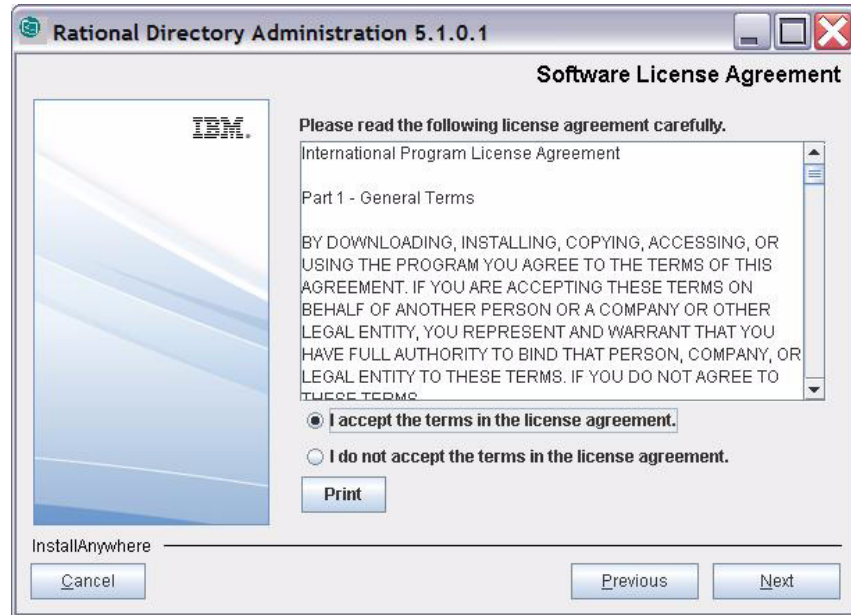 Rational Directory Administration 5.1.0.1
Software License Agreement
IBM.
Please read the following license agreement carefully.
International Program License Agreement
Part 1 - General Terms
BY DOWNLOADING, INSTALLING, COPYING, ACCESSING, OR
USING THE PROGRAM YOU AGREE TO THE TERMS OF THIS
AGREEMENT. IF YOU ARE ACCEPTING THESE TERMS ON
BEHALF OF ANOTHER PERSON OR A COMPANY OR OTHER
LEGAL ENTITY, YOU REPRESENT AND WARRANT THAT YOU
HAVE FULL AUTHORITY TO BIND THAT PERSON, COMPANY, OR
LEGAL ENTITY TO THESE TERMS. IF YOU DO NOT AGREE TO
THESE TERMS
I accept the terms in the license agreement.
I do not accept the terms in the license agreement.
Print
InstallAnywhere
Cancel
Previous
Next